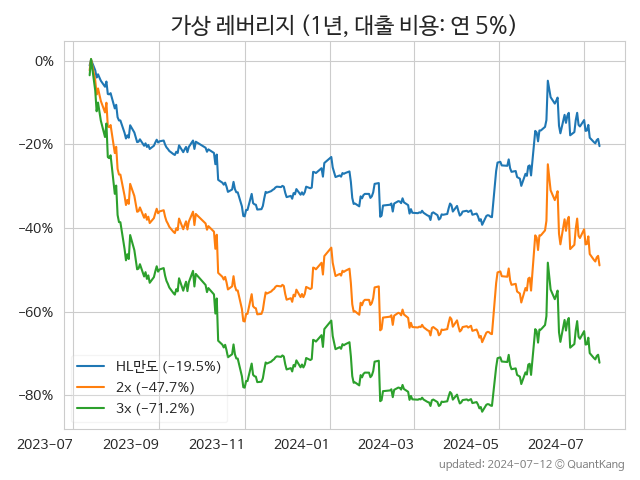 가상 레버리지 (1년, 대출 비용: 연 5%)
0%
−20%
−40%
−60%
−80%
HL만도 (−19.5%)
2x (−47.7%)
3x (−71.2%)
2023-07
2023-09
2023-11
2024-01
2024-03
2024-05
2024-07
updated: 2024-07-12 © QuantKang